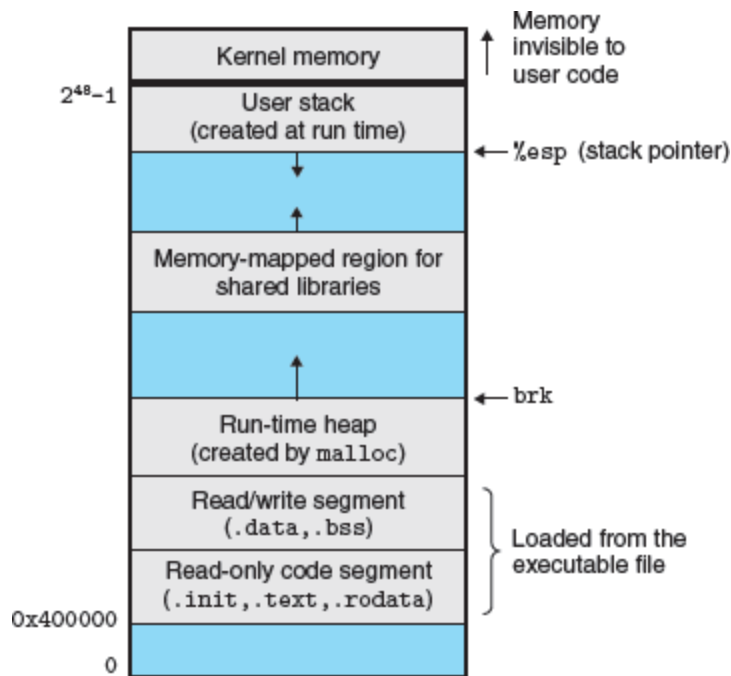 Kernel memory
Memory
invisible to
user code
2⁴⁸−1
User stack
(created at run time)
%esp (stack pointer)
Memory-mapped region for
shared libraries
brk
Run-time heap
(created by malloc)
Read/write segment
(.data,.bss)
Loaded from the
executable file
Read-only code segment
(.init,.text,.rodata)
0x400000
0